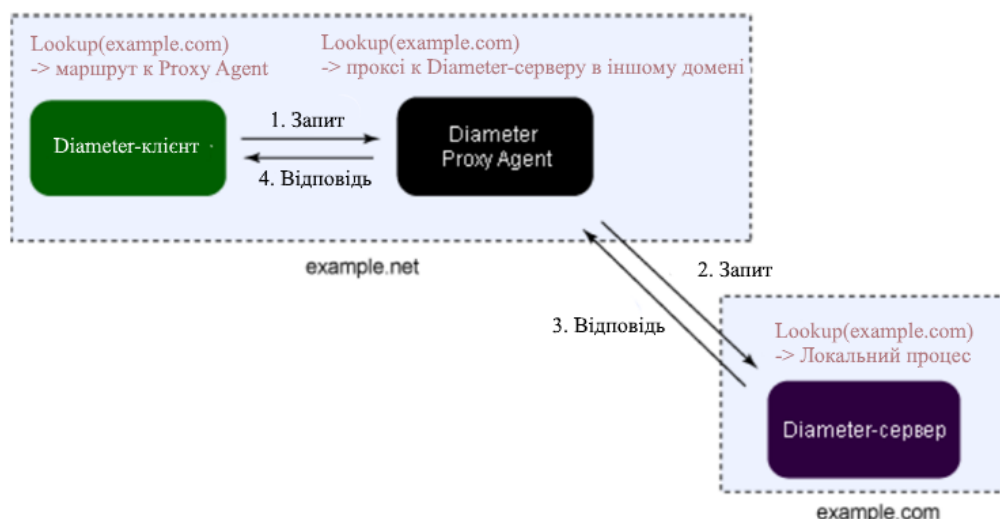 Lookup(example.com)
-> маршрут к Proxy Agent
Lookup(example.com)
-> проксі к Diameter-серверу в іншому домені
Diameter-клієнт
1. Запит
4. Відповідь
Diameter
Proxy Agent
example.net
2. Запит
3. Відповідь
Lookup(example.com)
-> Локальний процес
Diameter-сервер
example.com